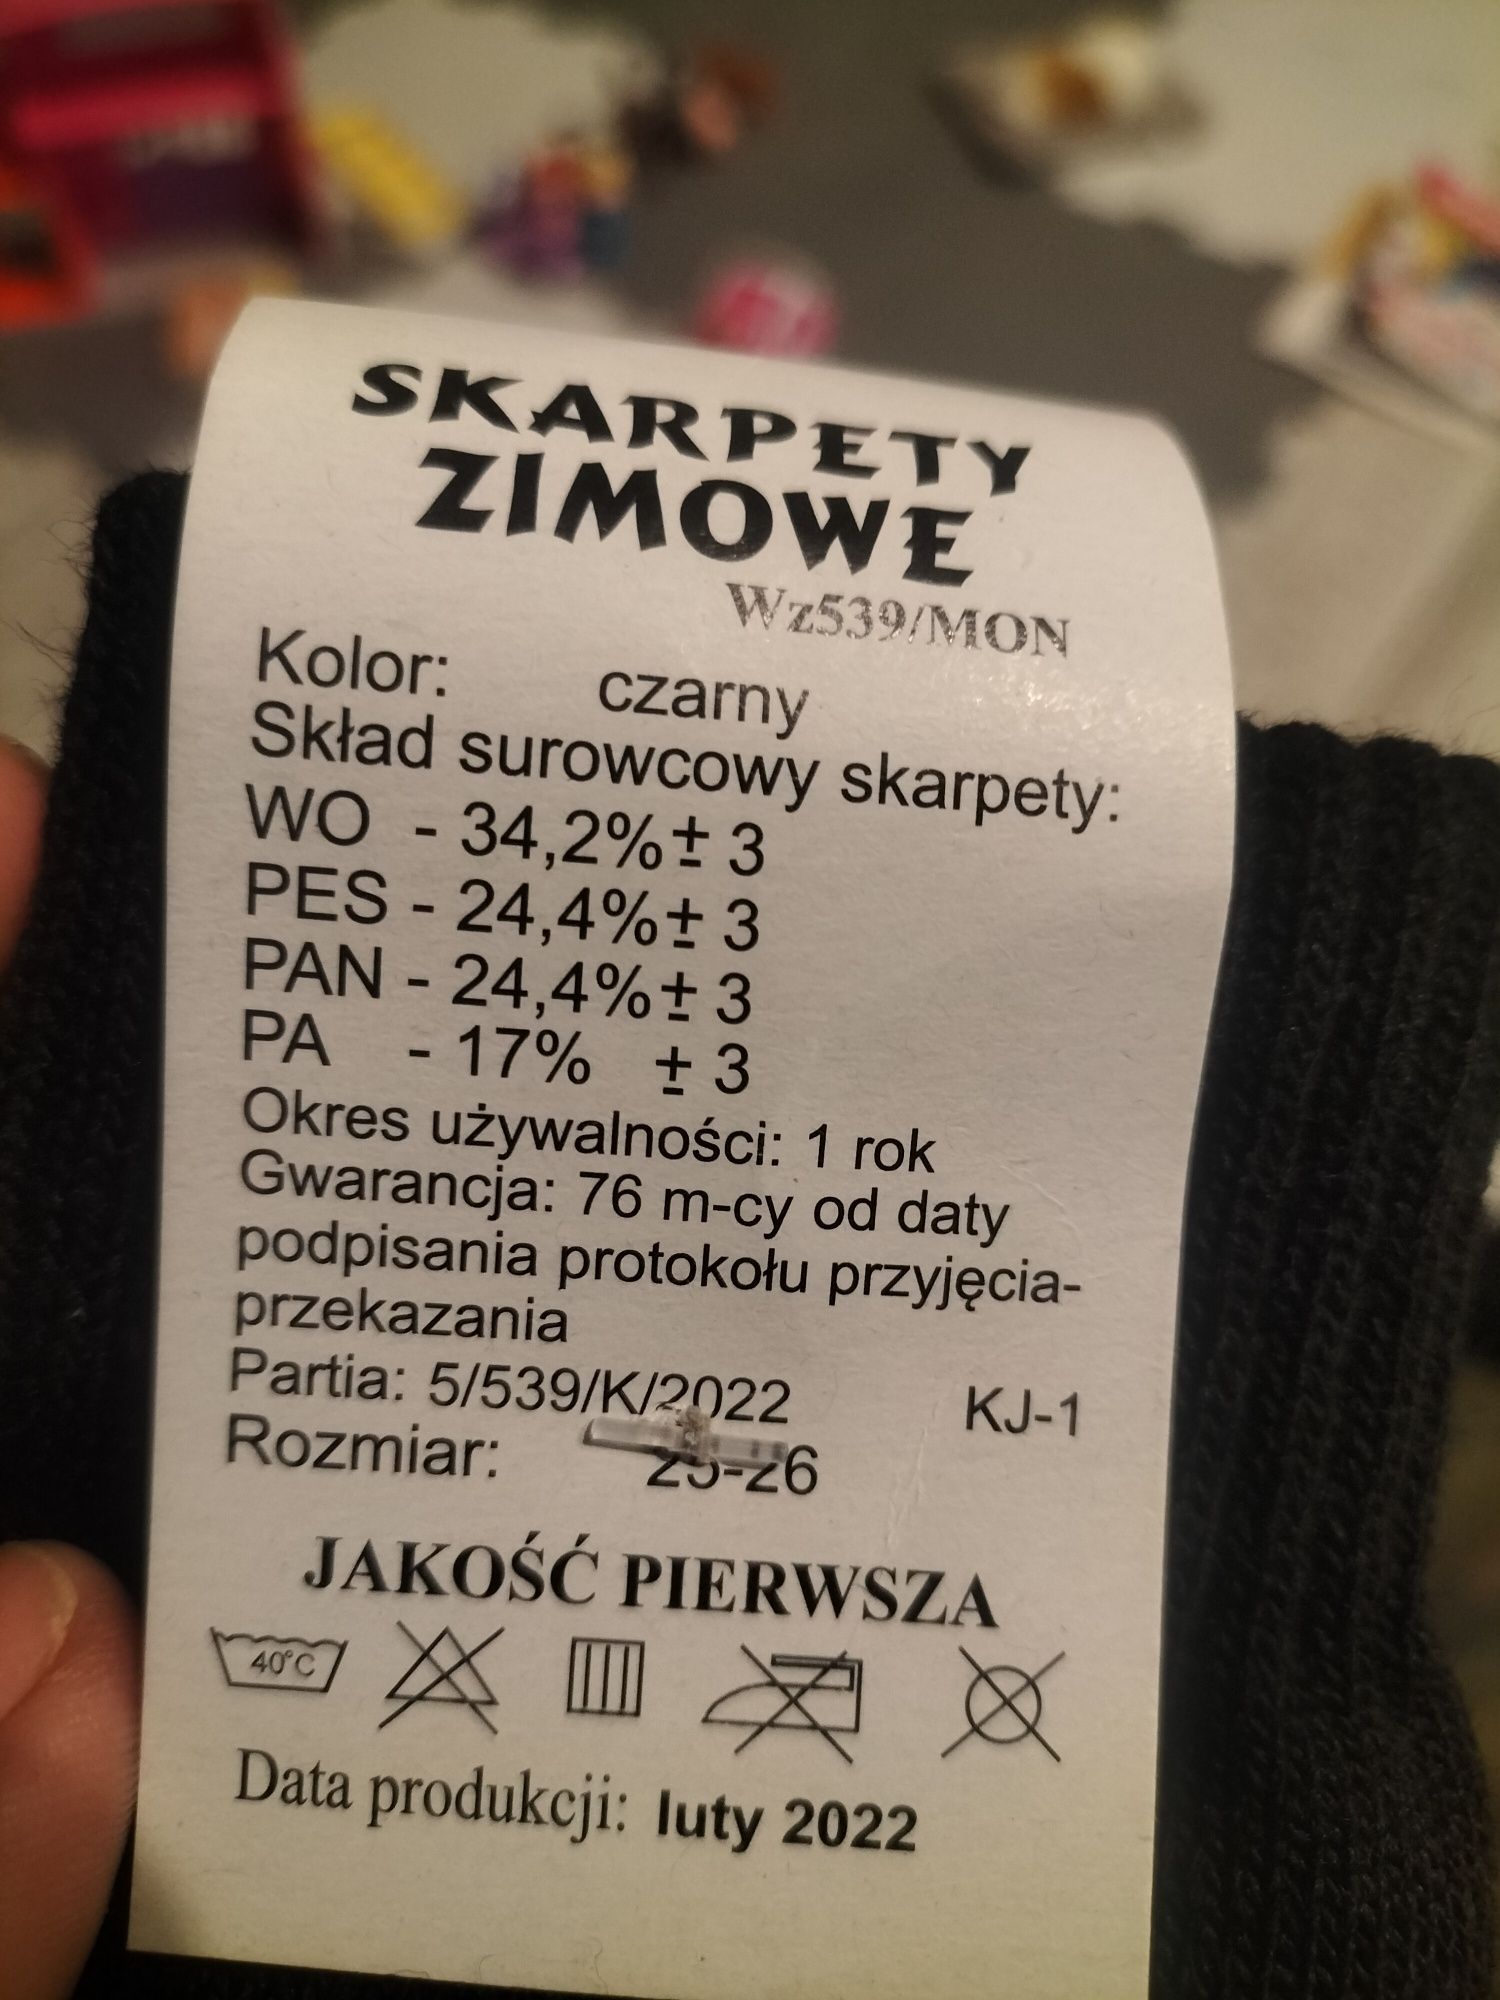 SKARPETY
ZIMOWE
Wz539/MON
Kolor: czarny
Skład surowcowy skarpety:
WO - 34,2% ± 3
PES - 24,4% ± 3
PAN - 24,4% ± 3
PA - 17% ± 3
Okres używalności: 1 rok
Gwarancja: 76 m-cy od daty
podpisania protokołu przyjęcia-
przekazania
Partia: 5/539/K/2022 KJ-1
Rozmiar: 25-26
JAKOŚĆ PIERWSZA
40°C
Data produkcji: luty 2022